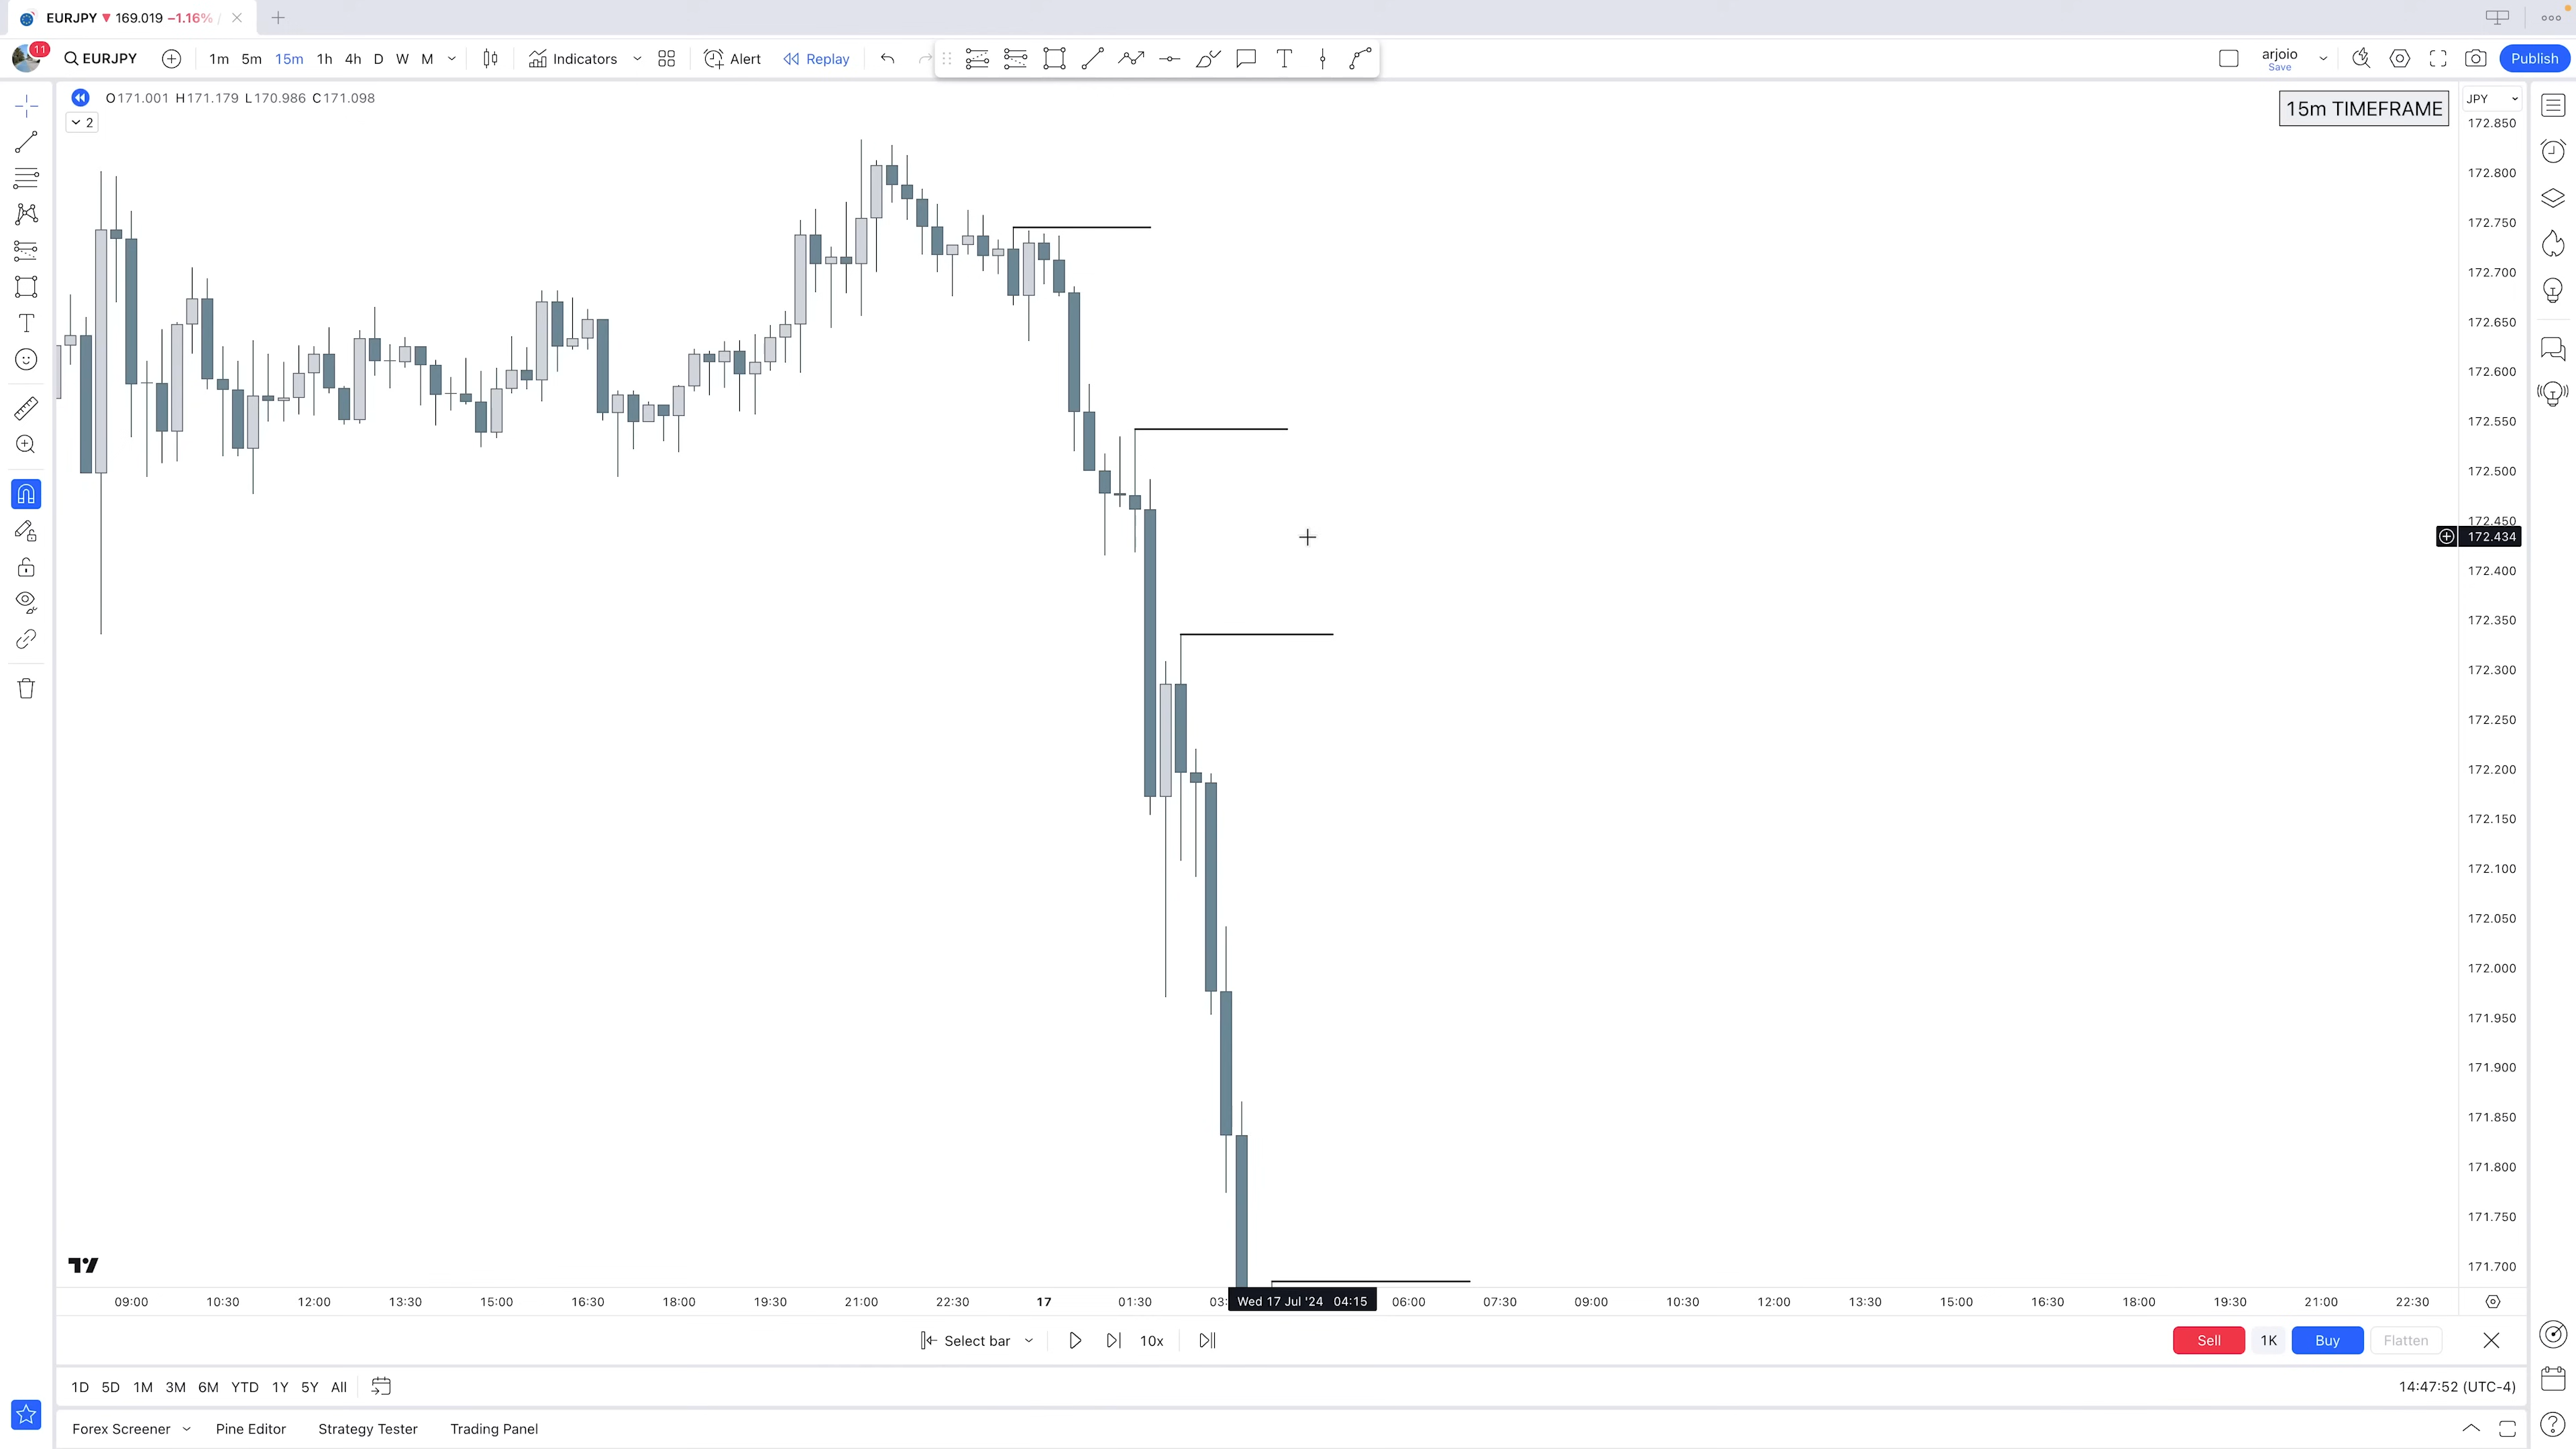 EURJPY ▼ 169.019 −1.16% /
11
EURJPY 1m 5m 15m 1h 4h D W M Indicators Alert Replay arjoio Publish
Save
O171.001 H171.179 L170.986 C171.098
2
15m TIMEFRAME
JPY
172.850
172.800
172.750
172.700
172.650
172.600
172.550
172.500
172.450
172.434
172.400
172.350
172.300
172.250
172.200
172.150
172.100
172.050
172.000
171.950
171.900
171.850
171.800
171.750
171.700
09:00 10:30 12:00 13:30 15:00 16:30 18:00 19:30 21:00 22:30 17 01:30 03: Wed 17 Jul '24 04:15 06:00 07:30 09:00 10:30 12:00 13:30 15:00 16:30 18:00 19:30 21:00 22:30
Select bar 10x Sell 1K Buy Flatten
1D 5D 1M 3M 6M YTD 1Y 5Y All 14:47:52 (UTC-4)
Forex Screener Pine Editor Strategy Tester Trading Panel